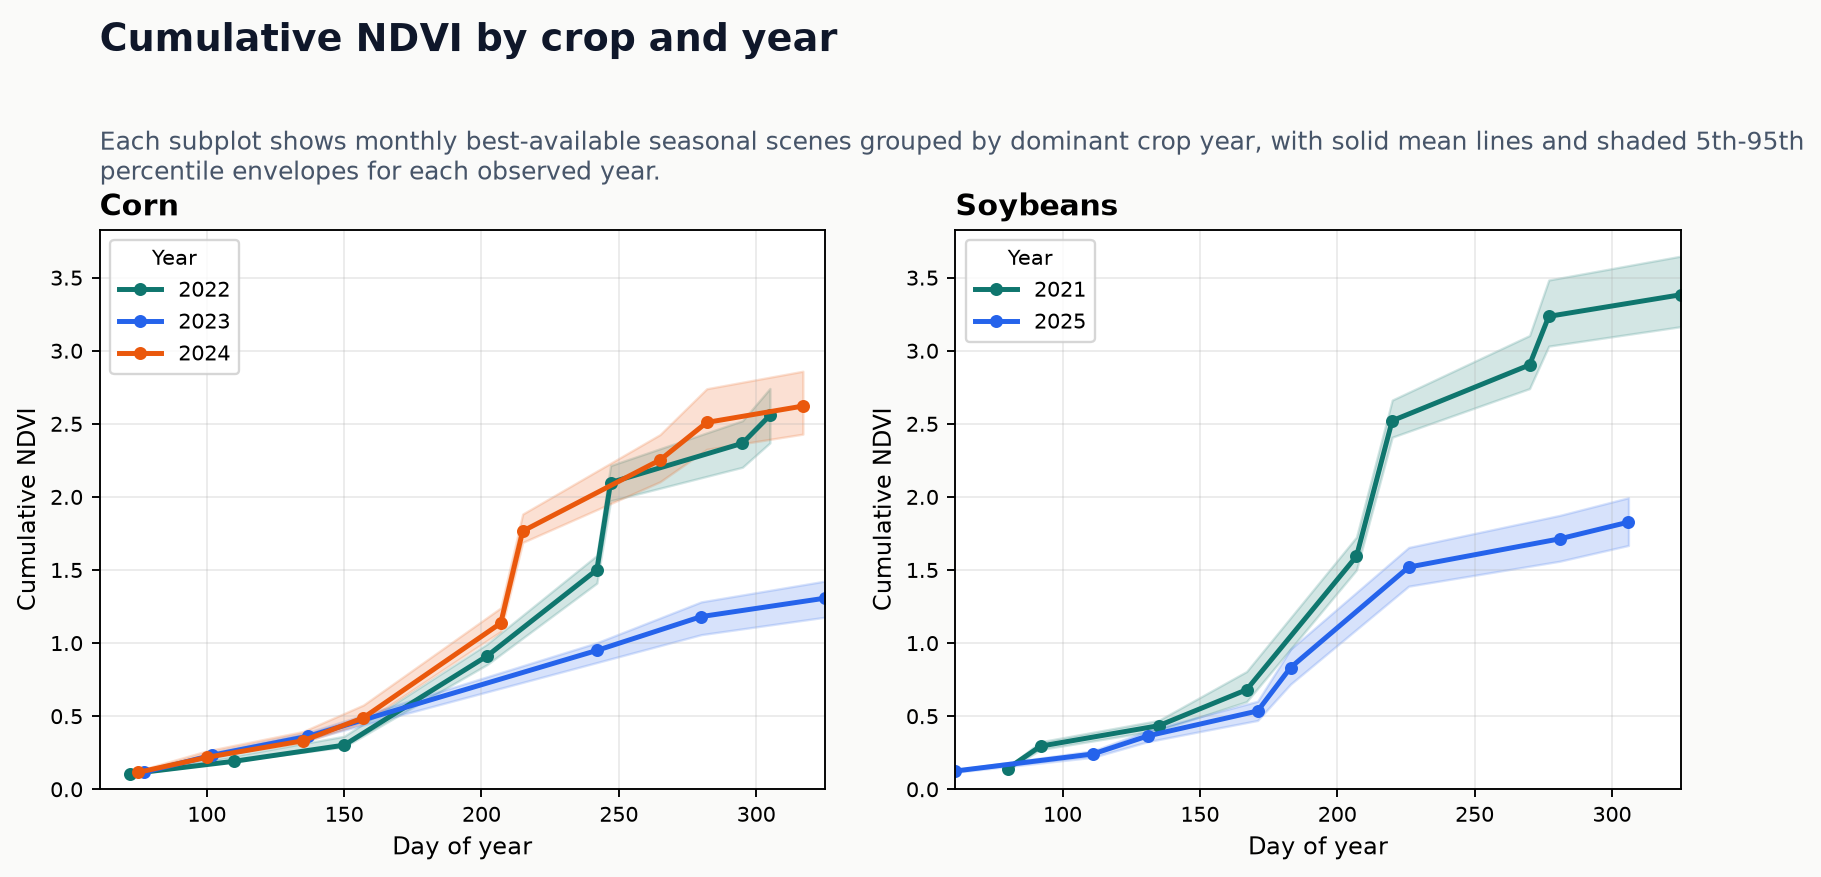 Cumulative NDVI by crop and year
Each subplot shows monthly best-available seasonal scenes grouped by dominant crop year, with solid mean lines and shaded 5th-95th
percentile envelopes for each observed year.
Corn
Year
2022
2023
2024
3.5
3.0
2.5
2.0
1.5
1.0
0.5
0.0
Cumulative NDVI
100 150 200 250 300
Day of year
Soybeans
Year
2021
2025
3.5
3.0
2.5
2.0
1.5
1.0
0.5
0.0
Cumulative NDVI
100 150 200 250 300
Day of year